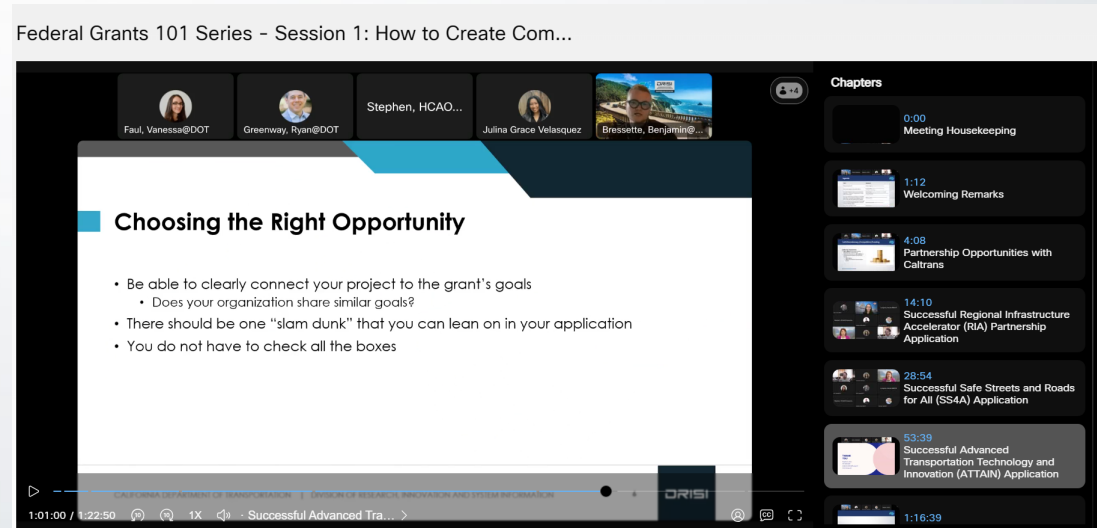 Federal Grants 101 Series - Session 1: How to Create Com...
Faul, Vanessa@DOT
Greenway, Ryan@DOT
Stephen, HCAO...
Julina Grace Velasquez
Bressette, Benjamin@...
+4
Choosing the Right Opportunity
• Be able to clearly connect your project to the grant's goals
• Does your organization share similar goals?
• There should be one “slam dunk” that you can lean on in your application
• You do not have to check all the boxes
CALIFORNIA DEPARTMENT OF TRANSPORTATION | DIVISION OF RESEARCH, INNOVATION AND SYSTEM INFORMATION
DRISI
1:01:00 / 1:22:50
10
10
1X
· Successful Advanced Tra... >
CC
Chapters
0:00
Meeting Housekeeping
1:12
Welcoming Remarks
4:08
Partnership Opportunities with
Caltrans
14:10
Successful Regional Infrastructure
Accelerator (RIA) Partnership
Application
28:54
Successful Safe Streets and Roads
for All (SS4A) Application
53:39
Successful Advanced
Transportation Technology and
Innovation (ATTAIN) Application
1:16:39